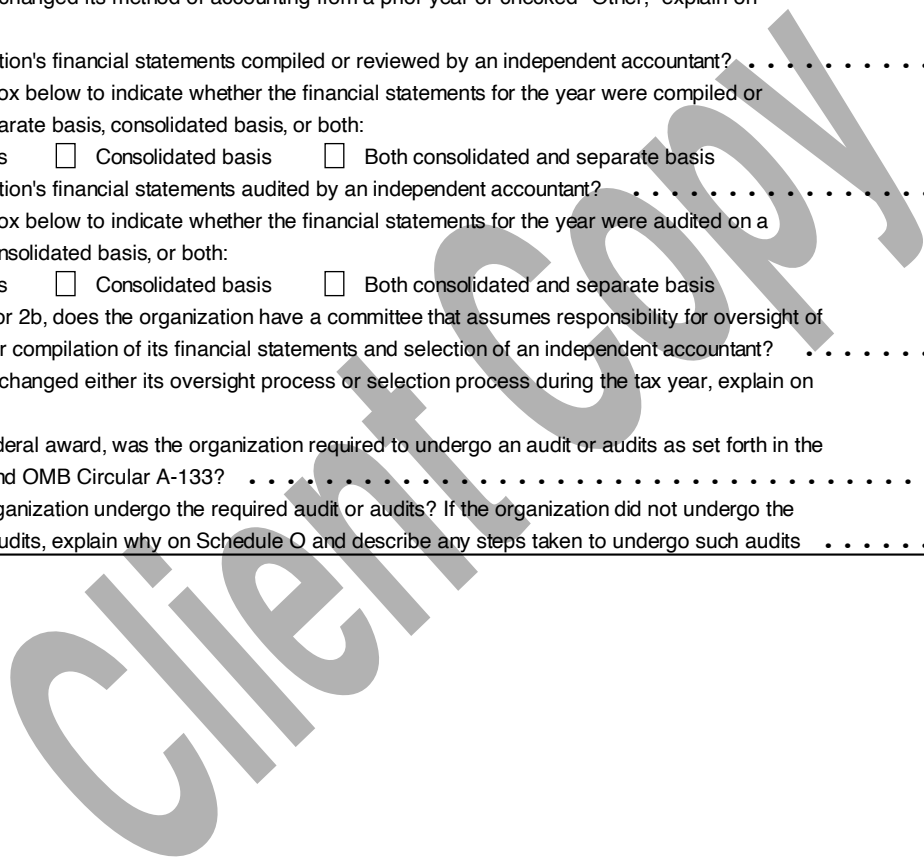 changed its method of accounting from a prior year or checked "Other," explain on
tion's financial statements compiled or reviewed by an independent accountant? . . . . . . . . . .
ox below to indicate whether the financial statements for the year were compiled or
arate basis, consolidated basis, or both:
s Consolidated basis Both consolidated and separate basis
tion's financial statements audited by an independent accountant? . . . . . . . . . . . . . . . .
ox below to indicate whether the financial statements for the year were audited on a
nsolidated basis, or both:
s Consolidated basis Both consolidated and separate basis
or 2b, does the organization have a committee that assumes responsibility for oversight of
r compilation of its financial statements and selection of an independent accountant? . . . . . . .
changed either its oversight process or selection process during the tax year, explain on
deral award, was the organization required to undergo an audit or audits as set forth in the
nd OMB Circular A-133? . . . . . . . . . . . . . . . . . . . . . . . . . . . . . . . . . . .
ganization undergo the required audit or audits? If the organization did not undergo the
udits, explain why on Schedule O and describe any steps taken to undergo such audits . . . . . .
Client Copy